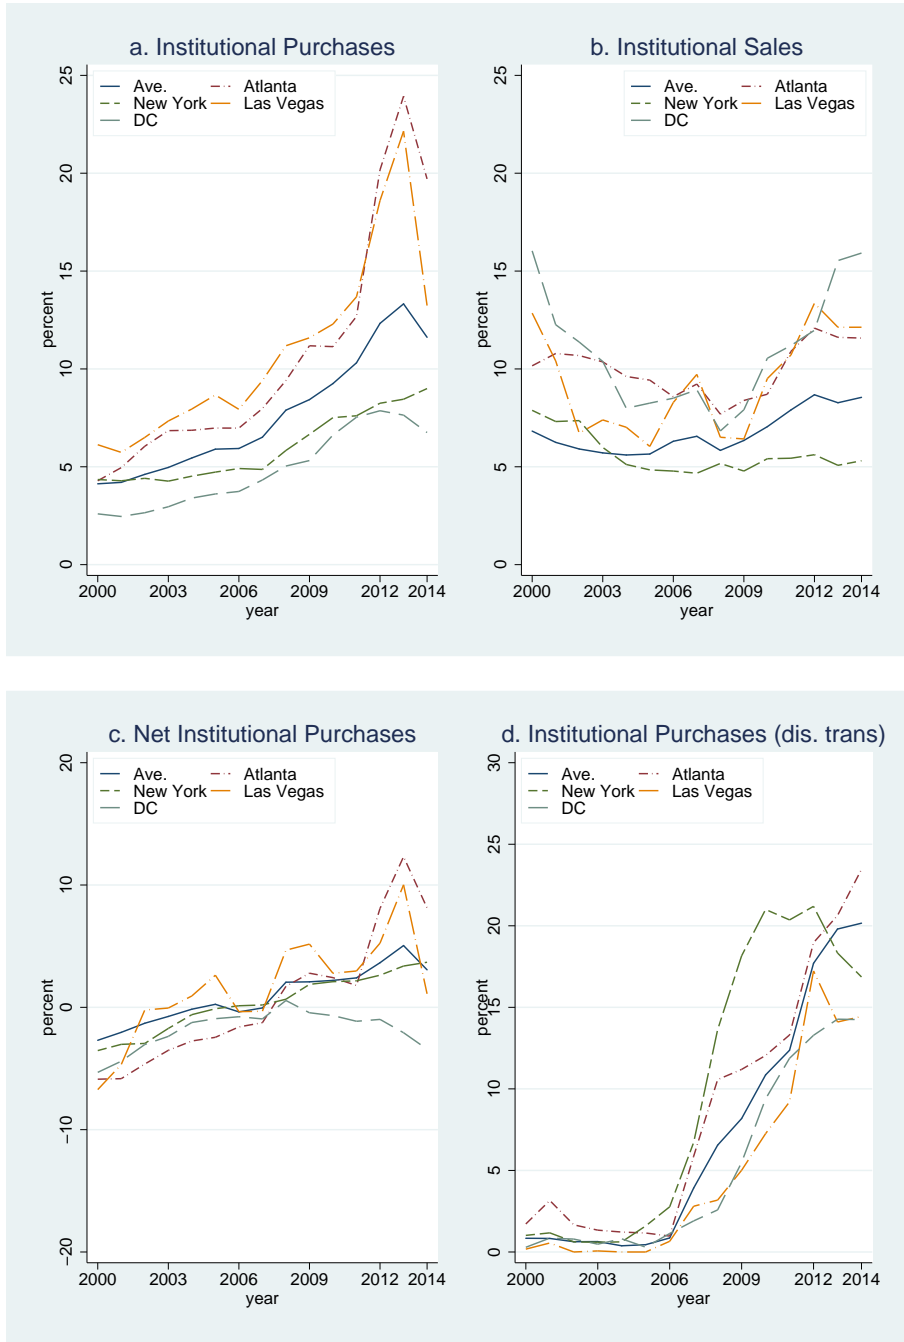 a. Institutional Purchases
Ave. Atlanta
New York Las Vegas
DC
percent
0 5 10 15 20 25
2000 2003 2006 2009 2012 2014
year
b. Institutional Sales
Ave. Atlanta
New York Las Vegas
DC
percent
0 5 10 15 20 25
2000 2003 2006 2009 2012 2014
year
c. Net Institutional Purchases
Ave. Atlanta
New York Las Vegas
DC
percent
−20 −10 0 10 20
2000 2003 2006 2009 2012 2014
year
d. Institutional Purchases (dis. trans)
Ave. Atlanta
New York Las Vegas
DC
percent
0 5 10 15 20 25 30
2000 2003 2006 2009 2012 2014
year